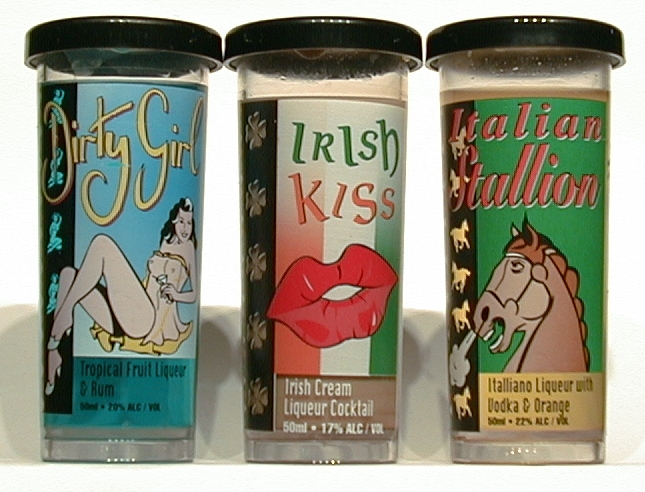 Dirty Girl
Tropical Fruit Liqueur
& Rum
50ml • 20% ALC / VOL
IRIsh
KISS
Irish Cream
Liqueur Cocktail
50ml • 17% ALC / VOL
Italian
Stallion
Italliano Liqueur with
Vodka & Orange
50ml • 22% ALC / VOL